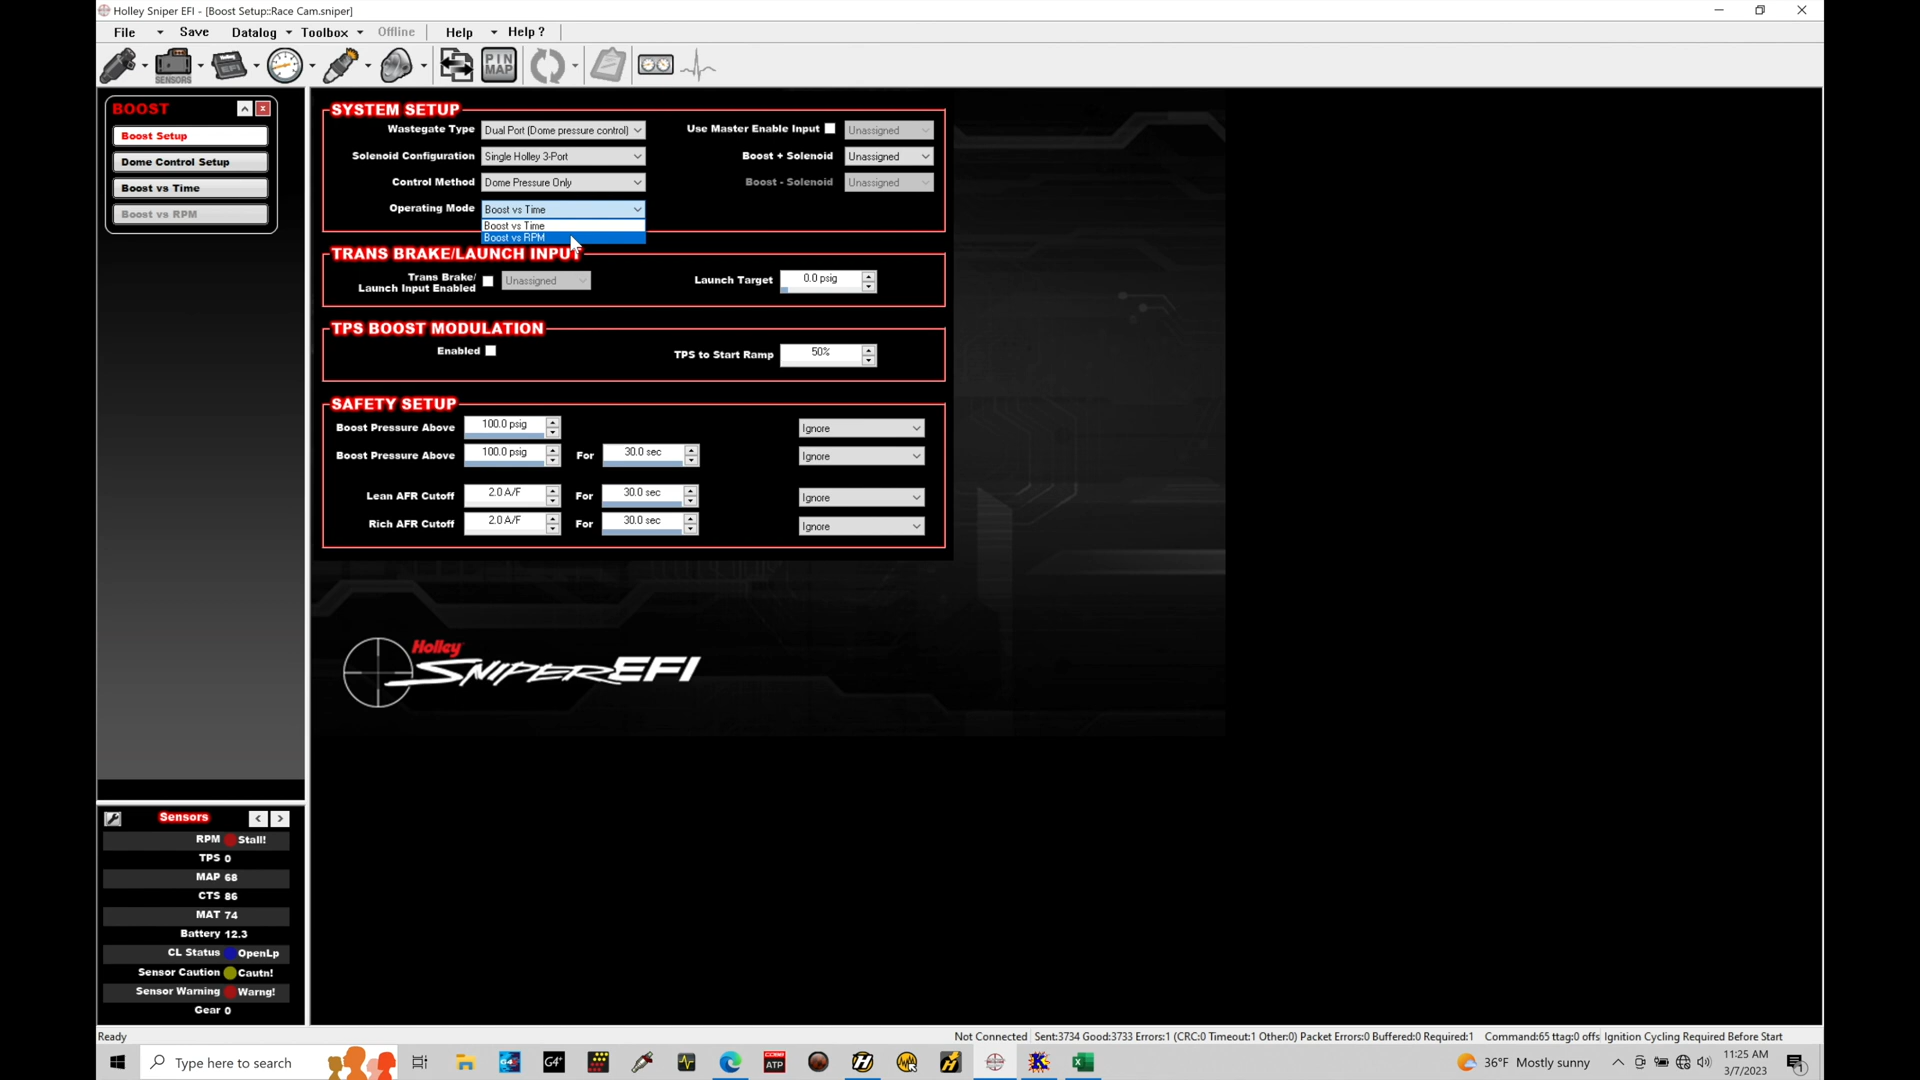 Holley Sniper EFI - [Boost Setup::Race Cam.sniper]
File Save Datalog Toolbox Offline Help Help ?
SENSORS EFI PIN MAP
BOOST
Boost Setup
Dome Control Setup
Boost vs Time
Boost vs RPM
SYSTEM SETUP
Wastegate Type Dual Port (Dome pressure control) Use Master Enable Input Unassigned
Solenoid Configuration Single Holley 3-Port Boost + Solenoid Unassigned
Control Method Dome Pressure Only Boost - Solenoid Unassigned
Operating Mode Boost vs Time
Boost vs Time
Boost vs RPM
TRANS BRAKE/LAUNCH INPUT
Trans Brake/
Launch Input Enabled Unassigned Launch Target 0.0 psig
TPS BOOST MODULATION
Enabled TPS to Start Ramp 50%
SAFETY SETUP
Boost Pressure Above 100.0 psig Ignore
Boost Pressure Above 100.0 psig For 30.0 sec Ignore
Lean AFR Cutoff 2.0 A/F For 30.0 sec Ignore
Rich AFR Cutoff 2.0 A/F For 30.0 sec Ignore
Holley
SNIPER EFI
Sensors
RPM Stall!
TPS 0
MAP 68
CTS 86
MAT 74
Battery 12.3
CL Status OpenLp
Sensor Caution Cautn!
Sensor Warning Warng!
Gear 0
Ready Not Connected Sent:3734 Good:3733 Errors:1 (CRC:0 Timeout:1 Other:0) Packet Errors:0 Buffered:0 Required:1 Command:65 ttag:0 offs Ignition Cycling Required Before Start
Type here to search G4+ COBB ATP 36°F Mostly sunny 11:25 AM
3/7/2023